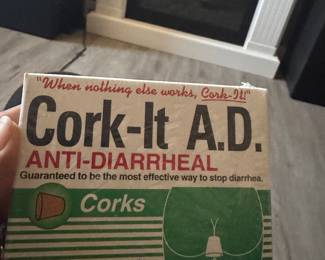 "When nothing else works, Cork-It!"
Cork-It A.D.
ANTI-DIARRHEAL
Guaranteed to be the most effective way to stop diarrhea.
Corks